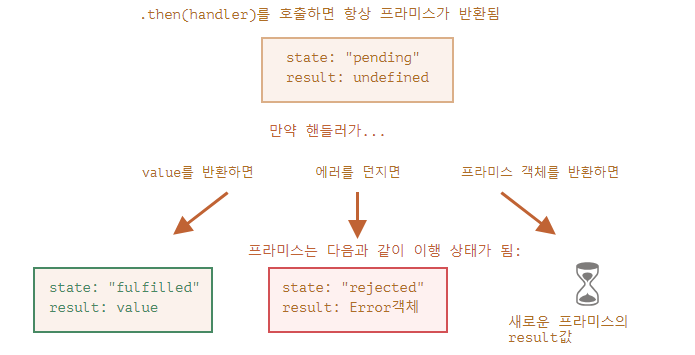 .then(handler)를 호출하면 항상 프라미스가 반환됨
state: "pending"
result: undefined
만약 핸들러가...
value를 반환하면
에러를 던지면
프라미스 객체를 반환하면
프라미스는 다음과 같이 이행 상태가 됨:
state: "fulfilled"
result: value
state: "rejected"
result: Error객체
새로운 프라미스의
result값